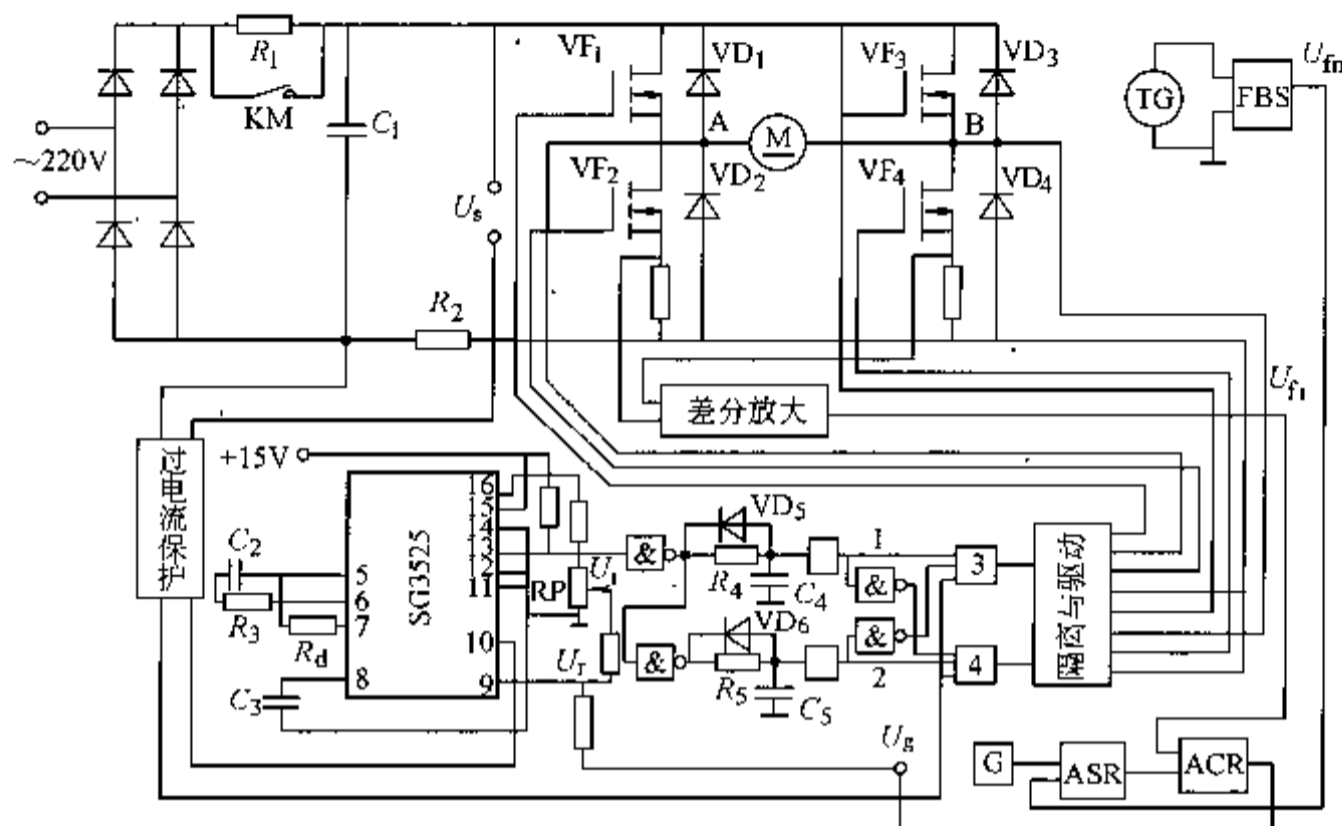 R1
KM
C1
~220V
Us
R2
VF1
VD1
VF3
VD3
A
M
B
VF2
VD2
VF4
VD4
TG
FBS
Ufn
Ufi
差分放大
过电流保护
+15V
SG3525
16
15
14
13
12
11
10
9
5
6
7
8
C2
R3
Rd
C3
RP
Ur
&
VD5
R4
C4
1
&
3
&
VD6
R5
C5
2
&
4
隔离与驱动
Ug
G
ASR
ACR